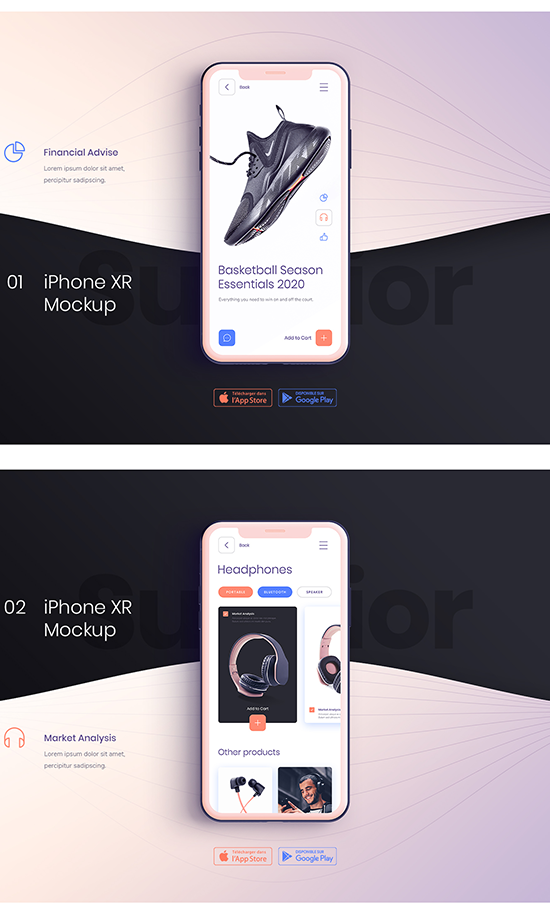 Back
Financial Advise
Lorem ipsum dolor sit amet,
percipitur sadipscing.
01
iPhone XR
Mockup
Basketball Season
Essentials 2020
Everything you need to win on and off the court.
Add to Cart
Télécharger dans
l'App Store
DISPONIBLE SUR
Google Play
Back
Headphones
PORTABLE
BLUETOOTH
SPEAKER
02
iPhone XR
Mockup
Market Analysis
Market Analysis
Add to Cart
Market Analysis
Lorem ipsum dolor sit amet,
percipitur sadipscing.
Other products
Télécharger dans
l'App Store
DISPONIBLE SUR
Google Play